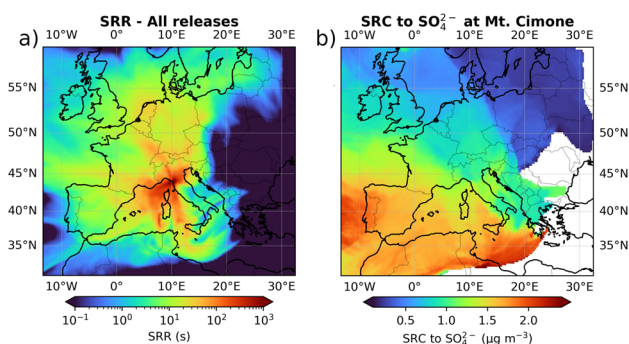 SRR - All releases
SRC to SO₄²⁻ at Mt. Cimone
a)
b)
10°W 0° 10°E 20°E 30°E
10°W 0° 10°E 20°E 30°E
55°N
50°N
45°N
40°N
35°N
55°N
50°N
45°N
40°N
35°N
10°W 0° 10°E 20°E 30°E
10°W 0° 10°E 20°E 30°E
10⁻¹ 10⁰ 10¹ 10² 10³
SRR (s)
0.5 1.0 1.5 2.0
SRC to SO₄²⁻ (μg m⁻³)